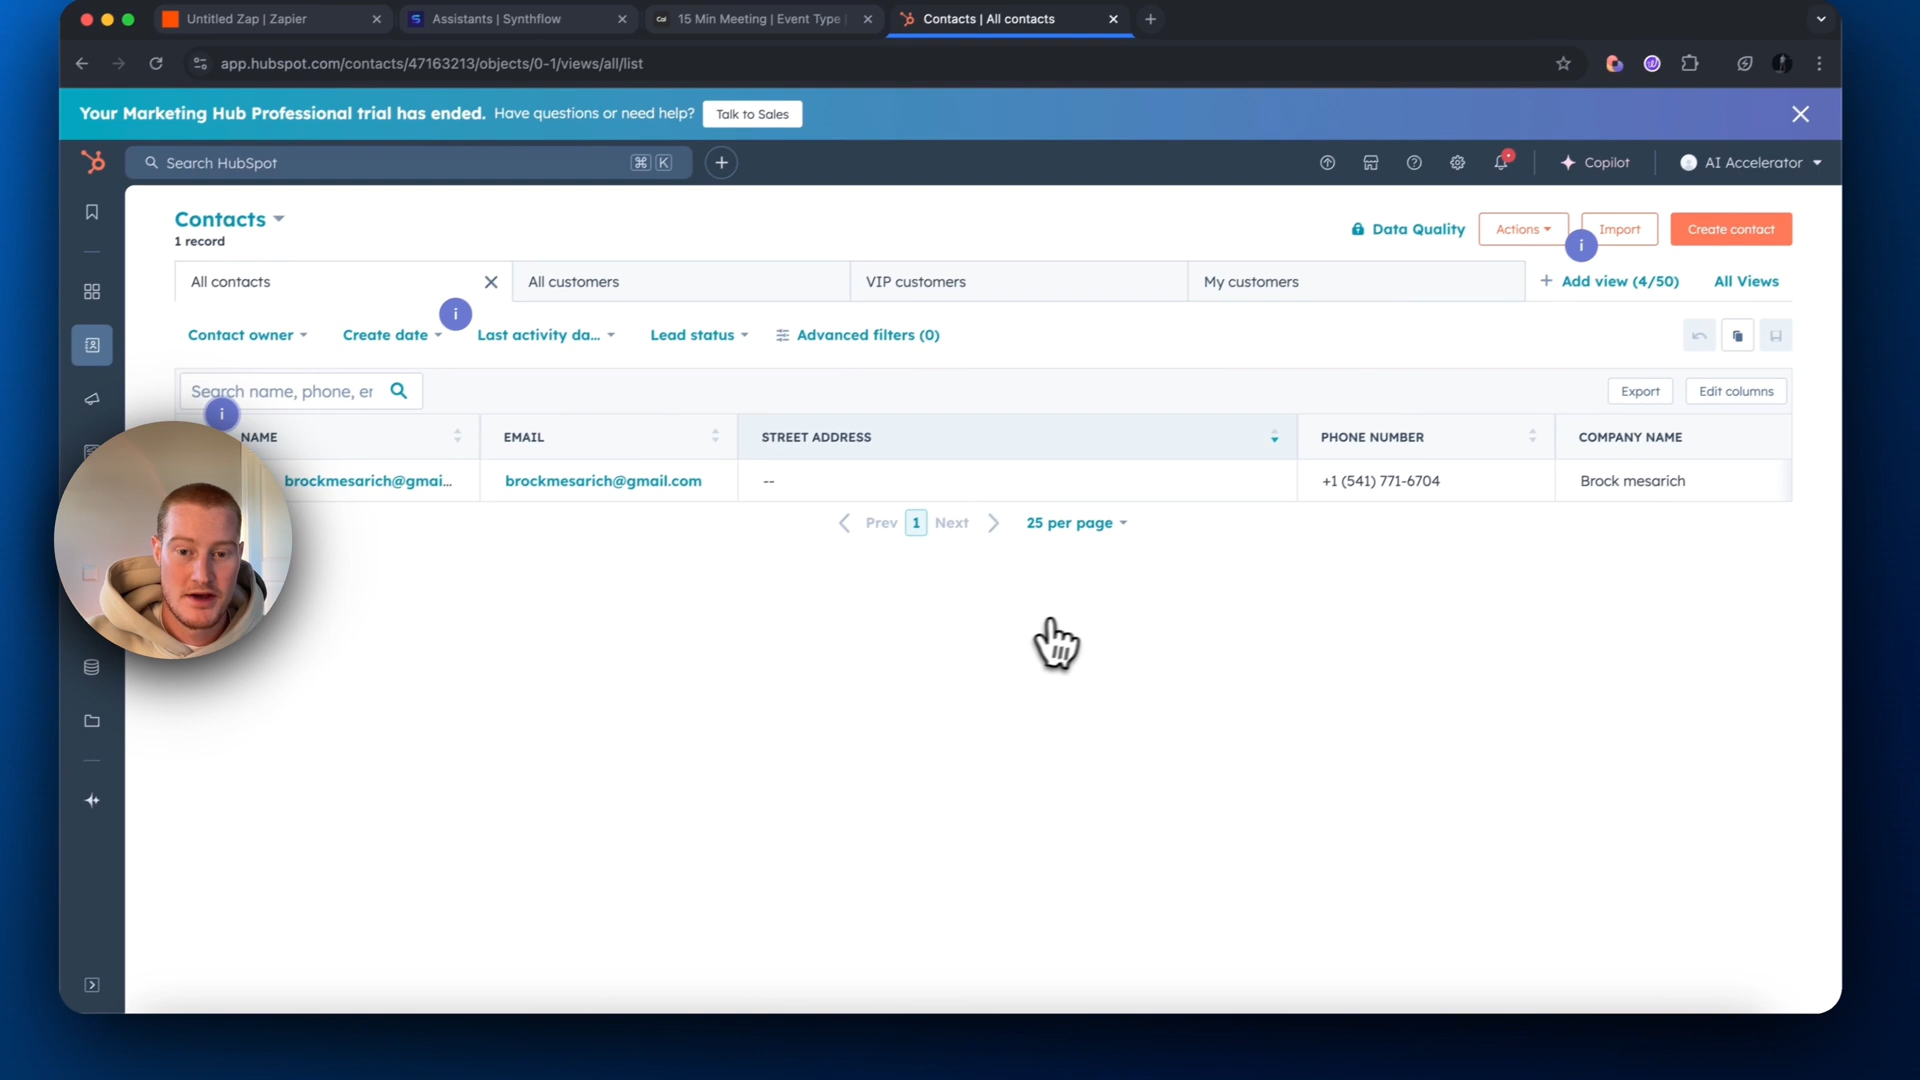 Untitled Zap | Zapier
Assistants | Synthflow
Cal
15 Min Meeting | Event Type |
Contacts | All contacts
app.hubspot.com/contacts/47163213/objects/0-1/views/all/list
Your Marketing Hub Professional trial has ended. Have questions or need help? Talk to Sales
Search HubSpot
⌘ K
Copilot
AI Accelerator
Contacts
1 record
Data Quality
Actions
Import
Create contact
All contacts
All customers
VIP customers
My customers
+ Add view (4/50)
All Views
Contact owner
Create date
Last activity da...
Lead status
Advanced filters (0)
Search name, phone, er
Export
Edit columns
NAME
EMAIL
STREET ADDRESS
PHONE NUMBER
COMPANY NAME
brockmesarich@gmai...
brockmesarich@gmail.com
--
+1 (541) 771-6704
Brock mesarich
Prev 1 Next
25 per page